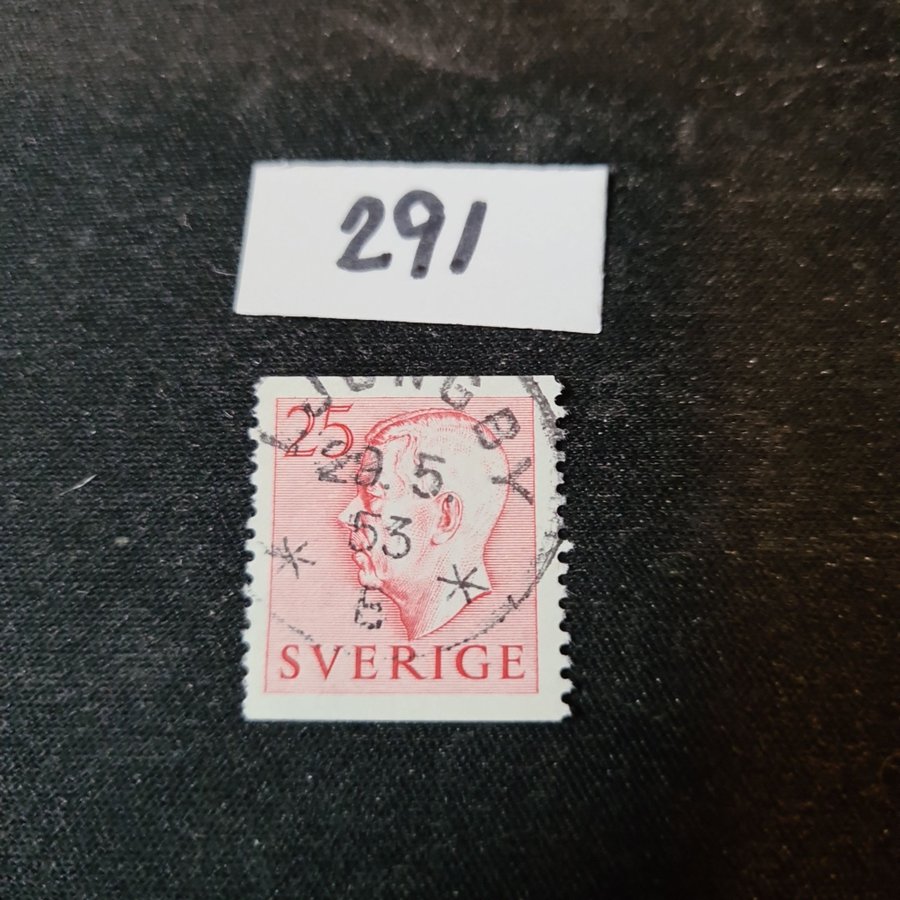 291
LJUNGBY
25
20. 5.
53
SVERIGE